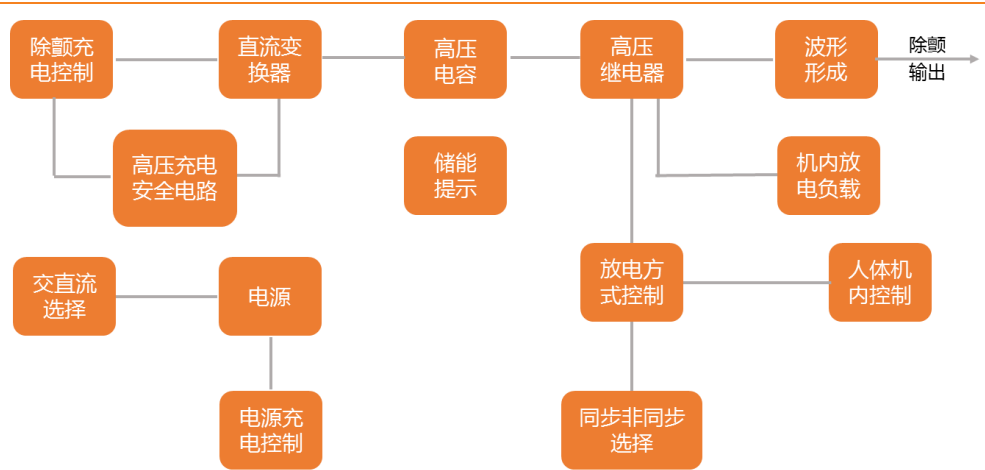 除颤充
电控制
直流变
换器
高压
电容
高压
继电器
波形
形成
除颤
输出
高压充电
安全电路
储能
提示
机内放
电负载
交直流
选择
电源
放电方
式控制
人体机
内控制
电源充
电控制
同步非同步
选择